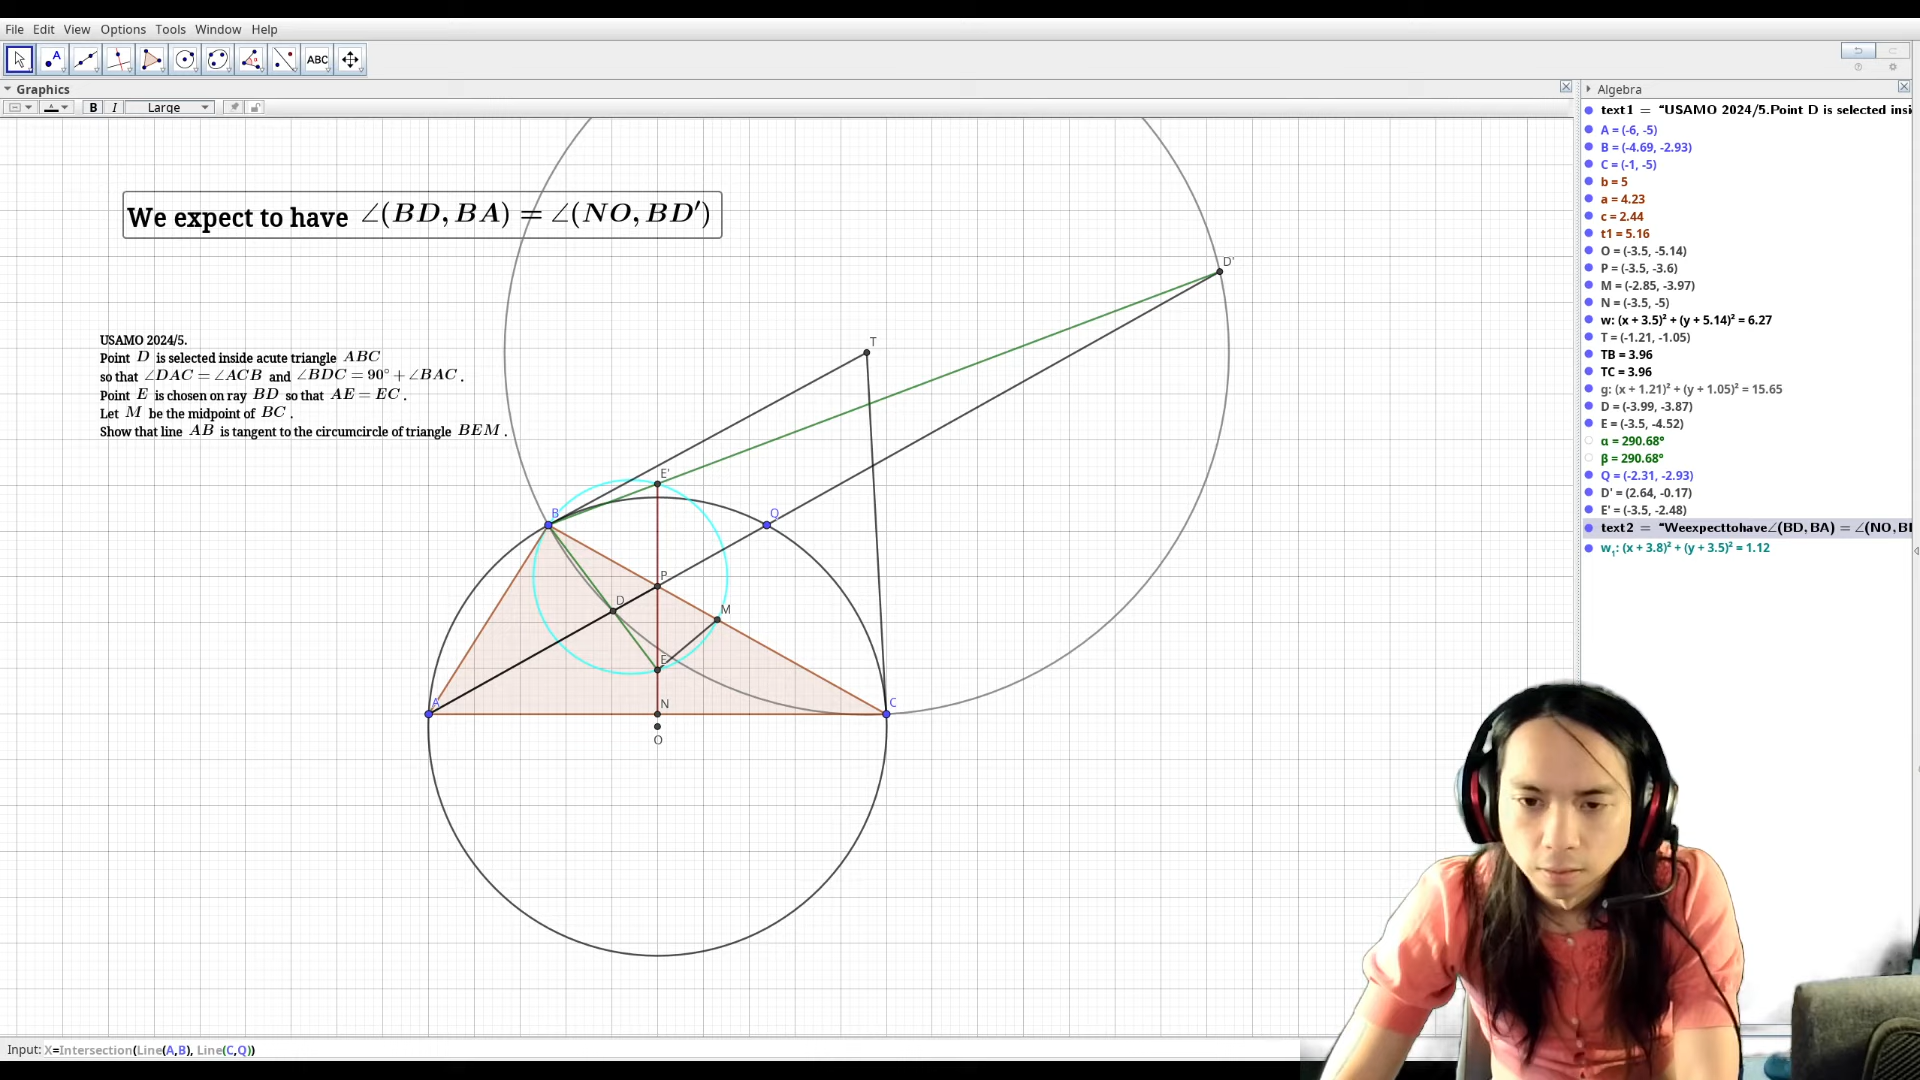 File Edit View Options Tools Window Help
ABC
Graphics
B I Large
We expect to have ∠(BD, BA) = ∠(NO, BD′)
USAMO 2024/5.
Point D is selected inside acute triangle ABC
so that ∠DAC = ∠ACB and ∠BDC = 90° + ∠BAC .
Point E is chosen on ray BD so that AE = EC .
Let M be the midpoint of BC .
Show that line AB is tangent to the circumcircle of triangle BEM .
D'
T
E'
B
Q
P
D
M
E
A
N
C
O
Input: X=Intersection(Line(A,B), Line(C,Q))
Algebra
text1 = “USAMO 2024/5.Point D is selected insi
A = (-6, -5)
B = (-4.69, -2.93)
C = (-1, -5)
b = 5
a = 4.23
c = 2.44
t1 = 5.16
O = (-3.5, -5.14)
P = (-3.5, -3.6)
M = (-2.85, -3.97)
N = (-3.5, -5)
w: (x + 3.5)² + (y + 5.14)² = 6.27
T = (-1.21, -1.05)
TB = 3.96
TC = 3.96
g: (x + 1.21)² + (y + 1.05)² = 15.65
D = (-3.99, -3.87)
E = (-3.5, -4.52)
α = 290.68°
β = 290.68°
Q = (-2.31, -2.93)
D' = (2.64, -0.17)
E' = (-3.5, -2.48)
text2 = “Weexpecttohave∠(BD, BA) = ∠(NO, BI
w₁: (x + 3.8)² + (y + 3.5)² = 1.12